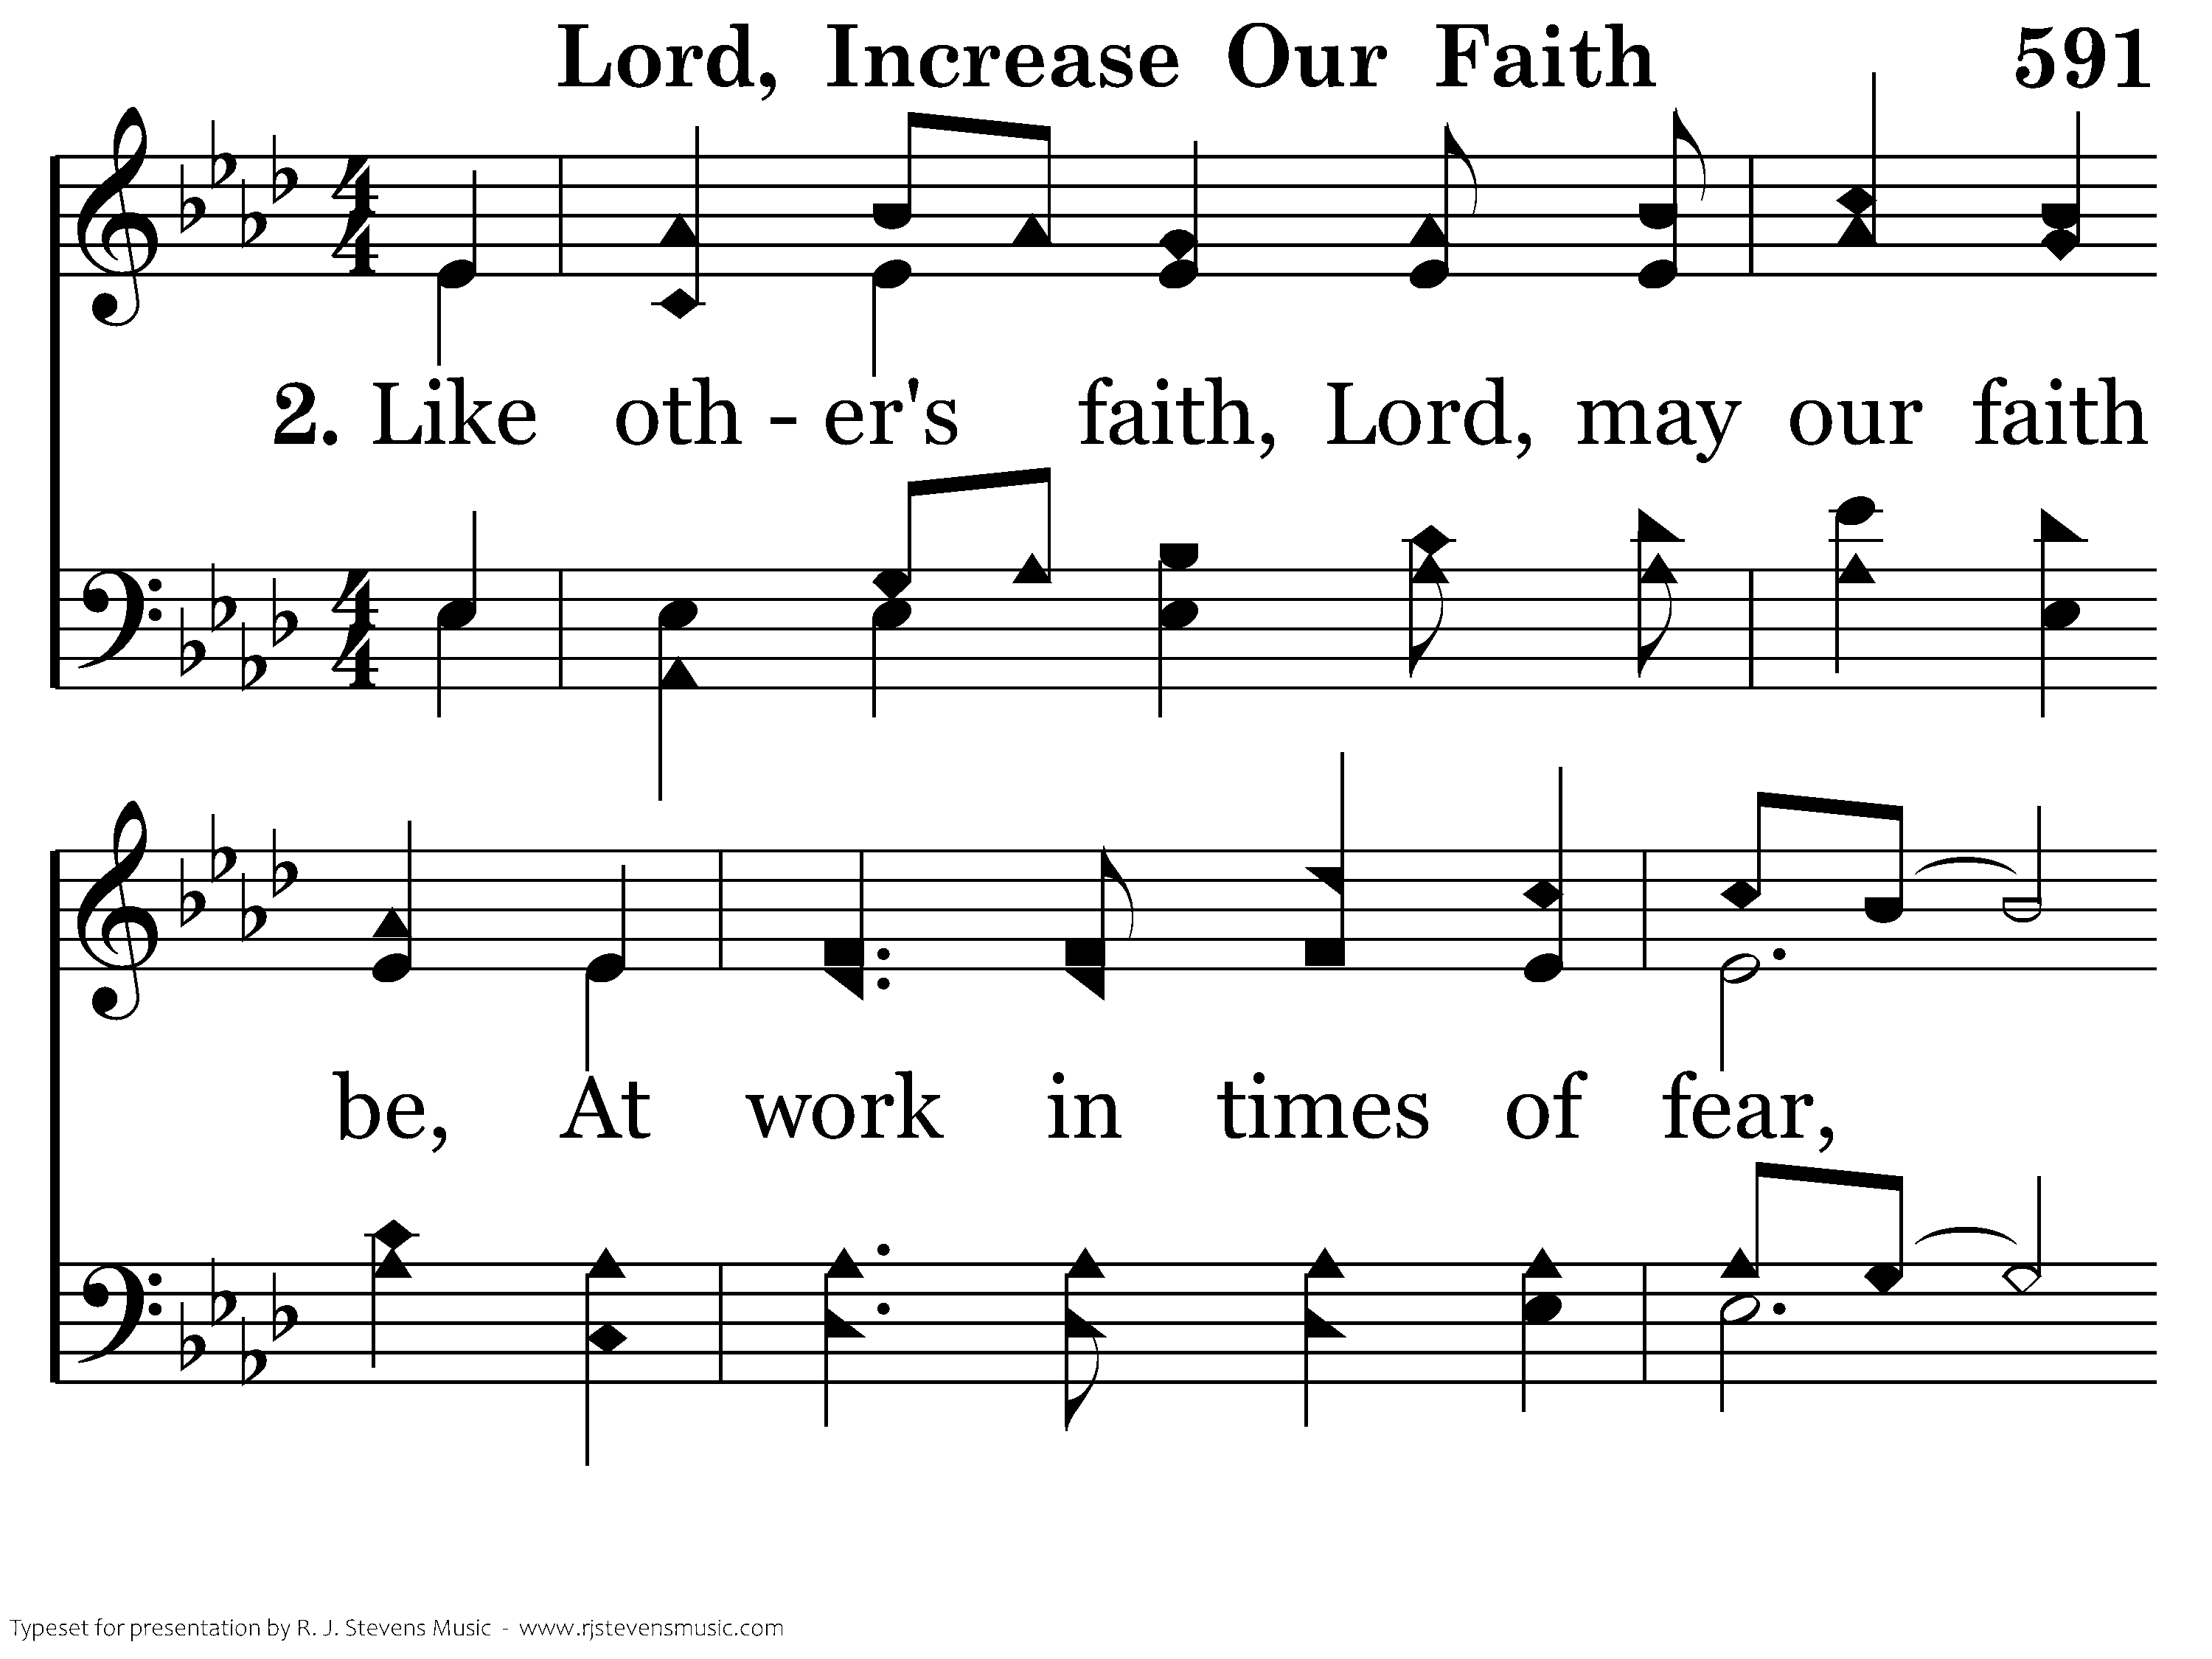 Lord, Increase Our Faith 591
2. Like oth - er's faith, Lord, may our faith
be, At work in times of fear,
Typeset for presentation by R. J. Stevens Music - www.rjstevensmusic.com